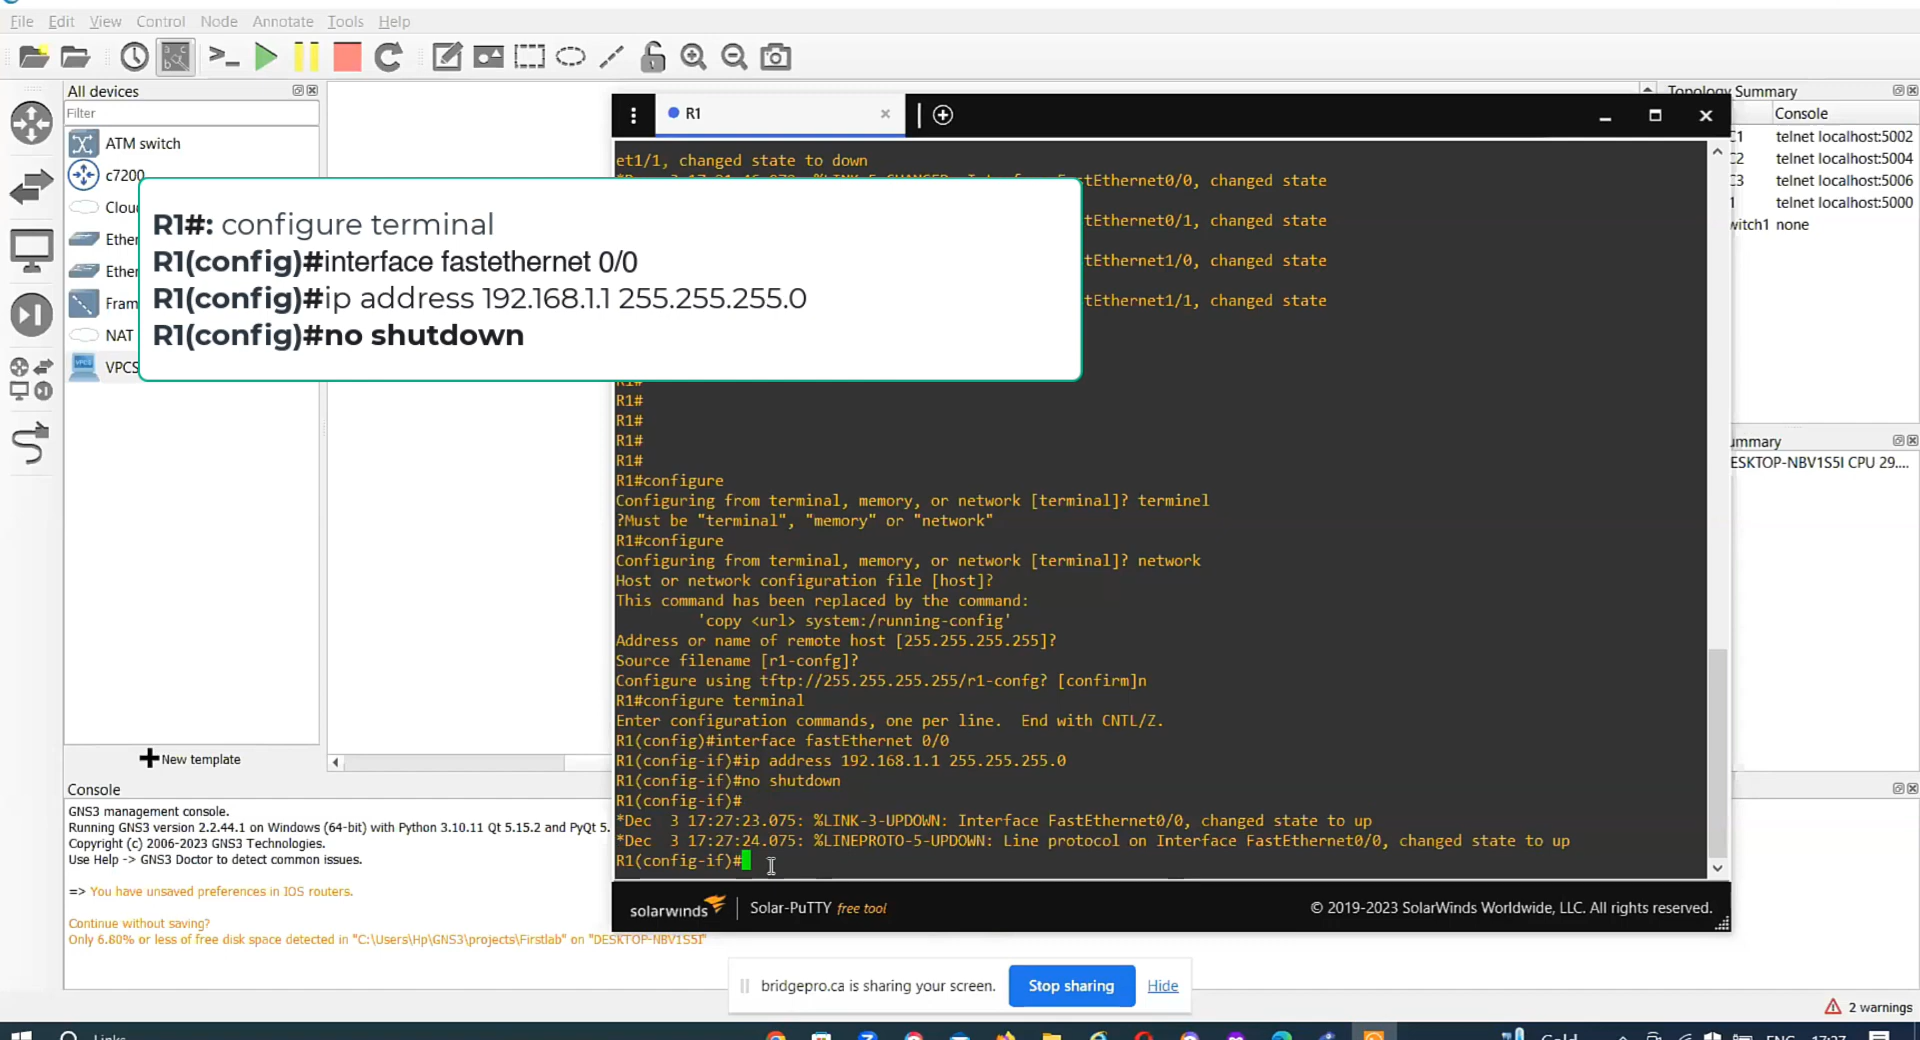 File Edit View Control Node Annotate Tools Help
All devices
Filter
ATM switch
c7200
Clou
Ether
Ether
Fram
NAT
VPCS
New template
R1#: configure terminal
R1(config)#interface fastethernet 0/0
R1(config)#ip address 192.168.1.1 255.255.255.0
R1(config)#no shutdown
R1
et1/1, changed state to down
tEthernet0/0, changed state
tEthernet0/1, changed state
tEthernet1/0, changed state
tEthernet1/1, changed state
R1#
R1#
R1#
R1#
R1#
R1#configure
Configuring from terminal, memory, or network [terminal]? terminel
?Must be "terminal", "memory" or "network"
R1#configure
Configuring from terminal, memory, or network [terminal]? network
Host or network configuration file [host]?
This command has been replaced by the command:
'copy <url> system:/running-config'
Address or name of remote host [255.255.255.255]?
Source filename [r1-confg]?
Configure using tftp://255.255.255.255/r1-confg? [confirm]n
R1#configure terminal
Enter configuration commands, one per line. End with CNTL/Z.
R1(config)#interface fastEthernet 0/0
R1(config-if)#ip address 192.168.1.1 255.255.255.0
R1(config-if)#no shutdown
R1(config-if)#
*Dec 3 17:27:23.075: %LINK-3-UPDOWN: Interface FastEthernet0/0, changed state to up
*Dec 3 17:27:24.075: %LINEPROTO-5-UPDOWN: Line protocol on Interface FastEthernet0/0, changed state to up
R1(config-if)#
solarwinds Solar-PuTTY free tool © 2019-2023 SolarWinds Worldwide, LLC. All rights reserved.
Topology Summary
Console
C1 telnet localhost:5002
C2 telnet localhost:5004
C3 telnet localhost:5006
1 telnet localhost:5000
witch1 none
ummary
ESKTOP-NBV1S5I CPU 29....
Console
GNS3 management console.
Running GNS3 version 2.2.44.1 on Windows (64-bit) with Python 3.10.11 Qt 5.15.2 and PyQt 5.
Copyright (c) 2006-2023 GNS3 Technologies.
Use Help -> GNS3 Doctor to detect common issues.
=> You have unsaved preferences in IOS routers.
Continue without saving?
Only 6.80% or less of free disk space detected in "C:\Users\Hp\GNS3\projects\Firstlab" on "DESKTOP-NBV1S5I"
bridgepro.ca is sharing your screen. Stop sharing Hide
2 warnings